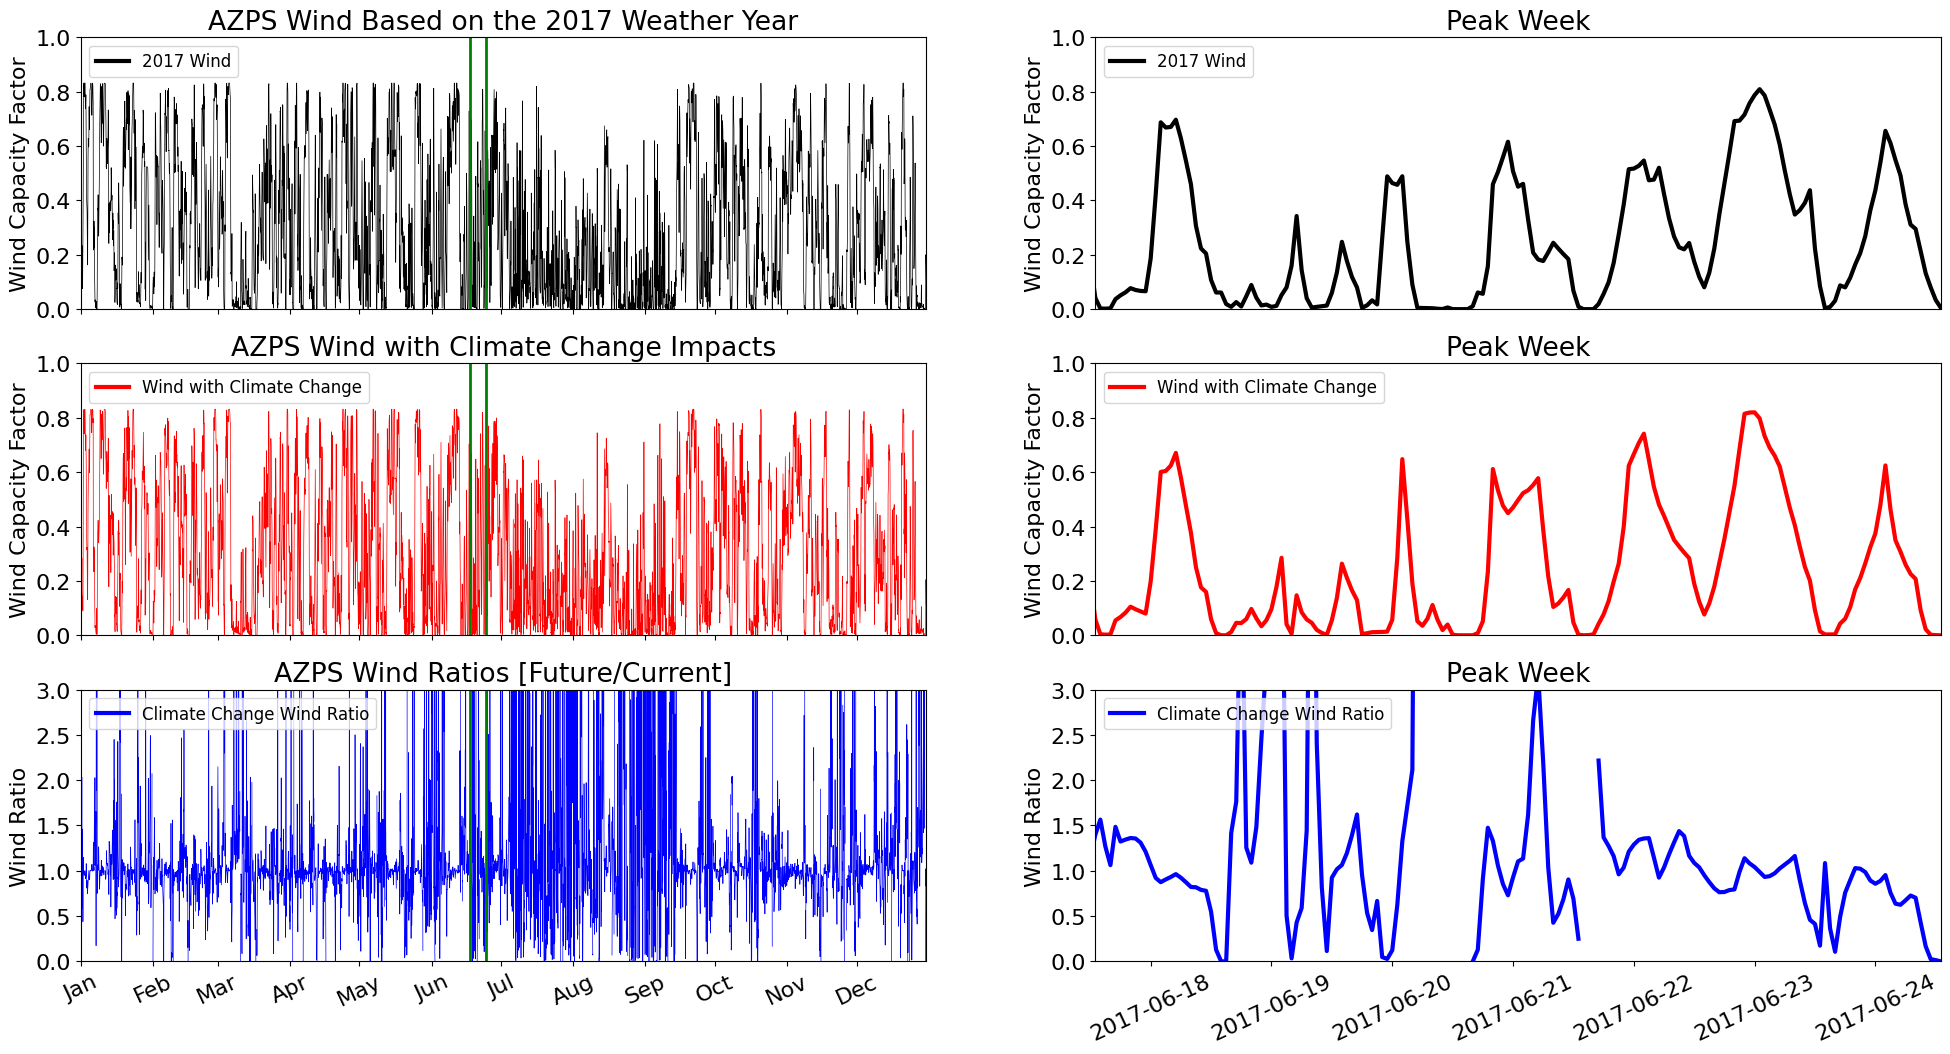 AZPS Wind Based on the 2017 Weather Year
Wind Capacity Factor
1.0
0.8
0.6
0.4
0.2
0.0
2017 Wind
Peak Week
Wind Capacity Factor
1.0
0.8
0.6
0.4
0.2
0.0
2017 Wind
AZPS Wind with Climate Change Impacts
Wind Capacity Factor
1.0
0.8
0.6
0.4
0.2
0.0
Wind with Climate Change
Peak Week
Wind Capacity Factor
1.0
0.8
0.6
0.4
0.2
0.0
Wind with Climate Change
AZPS Wind Ratios [Future/Current]
Wind Ratio
3.0
2.5
2.0
1.5
1.0
0.5
0.0
Climate Change Wind Ratio
Jan Feb Mar Apr May Jun Jul Aug Sep Oct Nov Dec
Peak Week
Wind Ratio
3.0
2.5
2.0
1.5
1.0
0.5
0.0
Climate Change Wind Ratio
2017-06-18 2017-06-19 2017-06-20 2017-06-21 2017-06-22 2017-06-23 2017-06-24